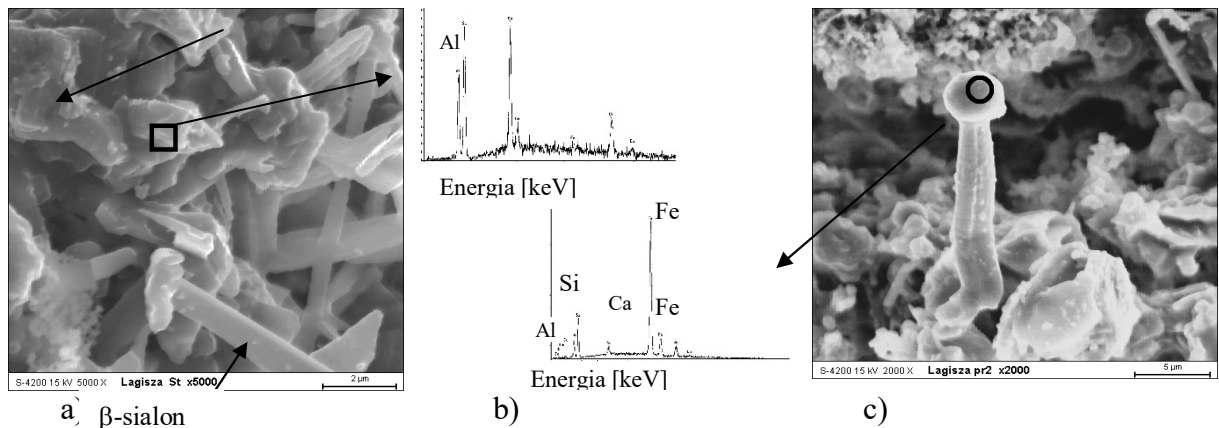 Al
Energia [keV]
Fe
Si
Ca
Fe
Al
Energia [keV]
S-4200 15 kV 5000 X Lagisza St x5000 2 µm
S-4200 15 kV 2000 X Lagisza pr2 x2000 5 µm
a)
β-sialon
b)
c)